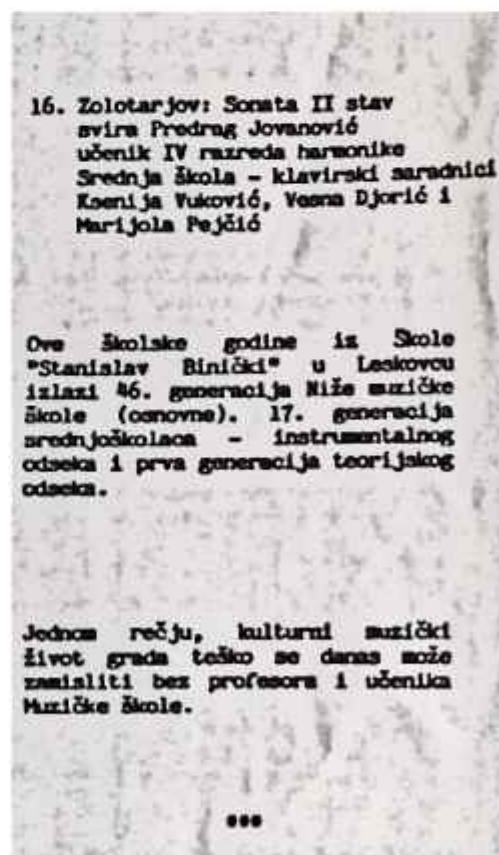 16. Zolotarjov: Sonata II stav
svira Predrag Jovanović
učenik IV razreda harmonike
Srednja škola - klavirski saradnici
Ksenija Vuković, Vesna Djorić i
Marijola Pejčić
Ove školske godine iz Škole
"Stanislav Binički" u Leskovcu
izlazi 46. generacija Niže muzičke
škole (osnovne). 17. generacija
srednjoškolaca - instrumentalnog
odseka i prva generacija teorijskog
odseka.
Jednom rečju, kulturni muzički
život grada teško se danas može
zamisliti bez profesora i učenika
Muzičke škole.
•••